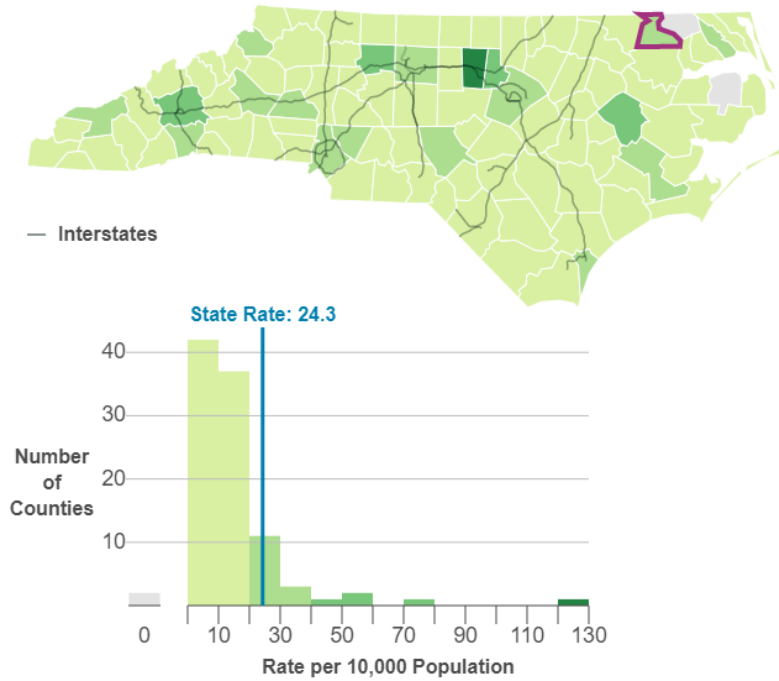 — Interstates
State Rate: 24.3
40
30
Number
of
Counties
20
10
0 10 30 50 70 90 110 130
Rate per 10,000 Population